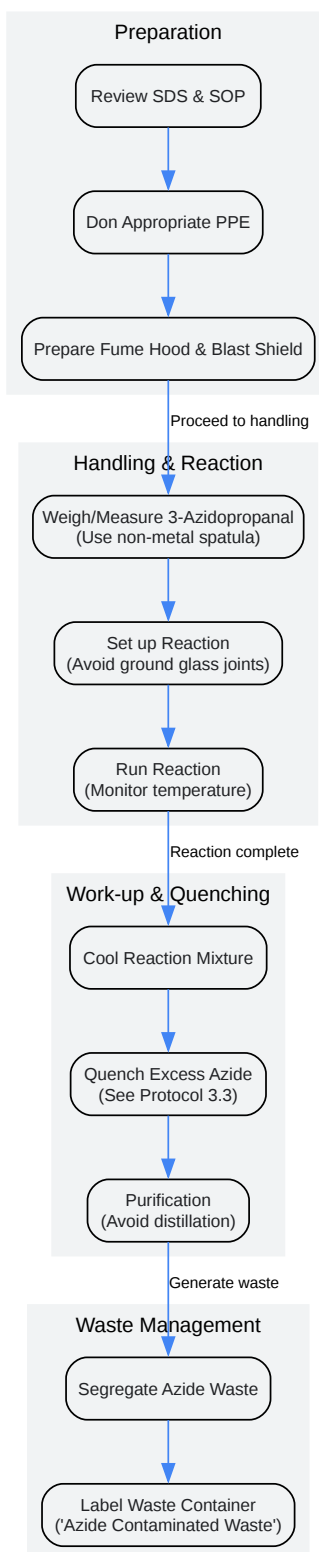 Preparation
Review SDS & SOP
Don Appropriate PPE
Prepare Fume Hood & Blast Shield
Proceed to handling
Handling & Reaction
Weigh/Measure 3-Azidopropanal
(Use non-metal spatula)
Set up Reaction
(Avoid ground glass joints)
Run Reaction
(Monitor temperature)
Reaction complete
Work-up & Quenching
Cool Reaction Mixture
Quench Excess Azide
(See Protocol 3.3)
Purification
(Avoid distillation)
Generate waste
Waste Management
Segregate Azide Waste
Label Waste Container
('Azide Contaminated Waste')